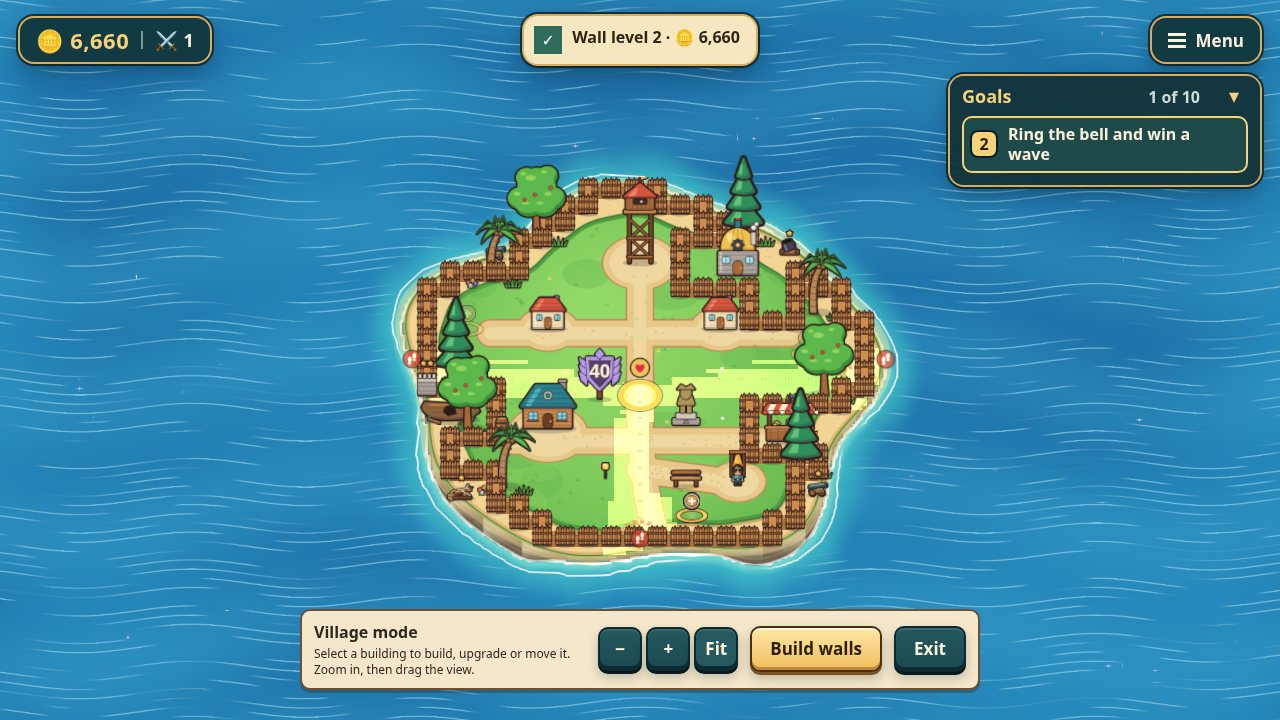 6,660 | 1
✓ Wall level 2 · 6,660
Menu
Goals 1 of 10 ▼
2 Ring the bell and win a
wave
40
Village mode
Select a building to build, upgrade or move it.
Zoom in, then drag the view.
− + Fit Build walls Exit